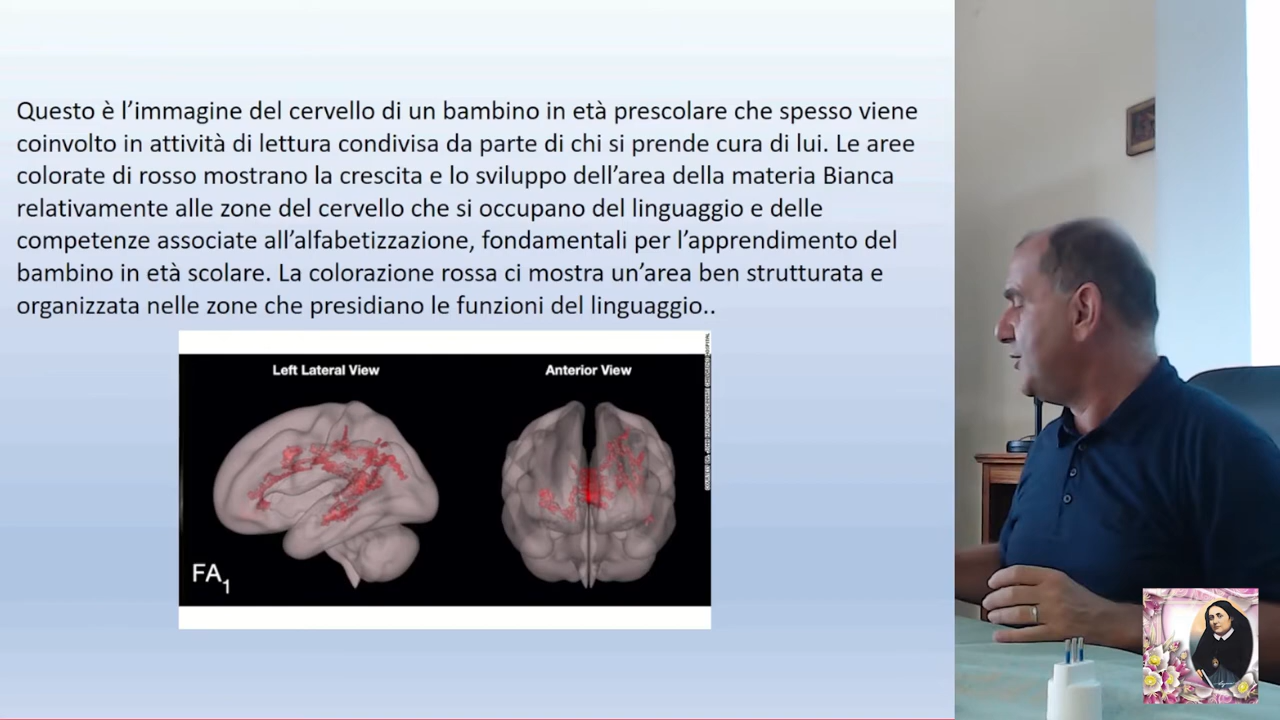 Questo è l’immagine del cervello di un bambino in età prescolare che spesso viene
coinvolto in attività di lettura condivisa da parte di chi si prende cura di lui. Le aree
colorate di rosso mostrano la crescita e lo sviluppo dell’area della materia Bianca
relativamente alle zone del cervello che si occupano del linguaggio e delle
competenze associate all’alfabetizzazione, fondamentali per l’apprendimento del
bambino in età scolare. La colorazione rossa ci mostra un’area ben strutturata e
organizzata nelle zone che presidiano le funzioni del linguaggio..
Left Lateral View
Anterior View
FA1